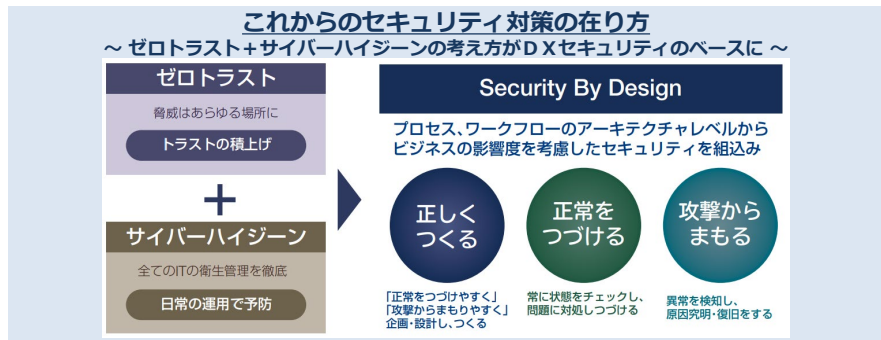 これからのセキュリティ対策の在り方
～ ゼロトラスト＋サイバーハイジーンの考え方がＤＸセキュリティのベースに ～
ゼロトラスト
脅威はあらゆる場所に
トラストの積上げ
＋
サイバーハイジーン
全てのITの衛生管理を徹底
日常の運用で予防
Security By Design
プロセス、ワークフローのアーキテクチャレベルから
ビジネスの影響度を考慮したセキュリティを組込み
正しく
つくる
「正常をつづけやすく」
「攻撃からまもりやすく」
企画・設計し、つくる
正常を
つづける
常に状態をチェックし、
問題に対処しつづける
攻撃から
まもる
異常を検知し、
原因究明・復旧をする